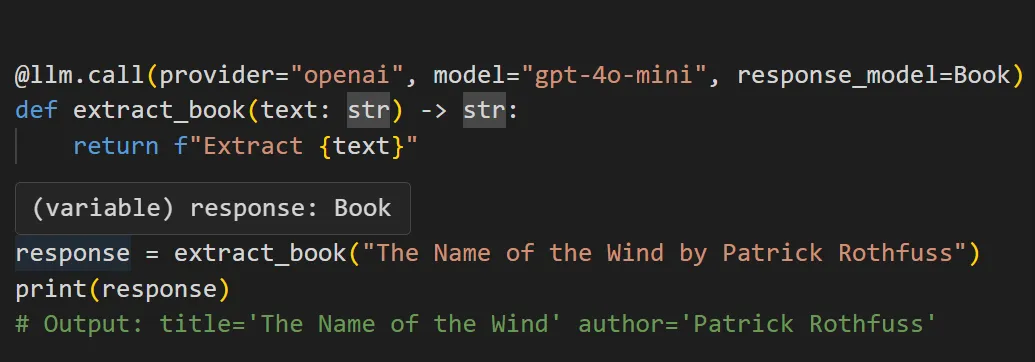 @llm.call(provider="openai", model="gpt-4o-mini", response_model=Book)
def extract_book(text: str) -> str:
    return f"Extract {text}"
(variable) response: Book
response = extract_book("The Name of the Wind by Patrick Rothfuss")
print(response)
# Output: title='The Name of the Wind' author='Patrick Rothfuss'